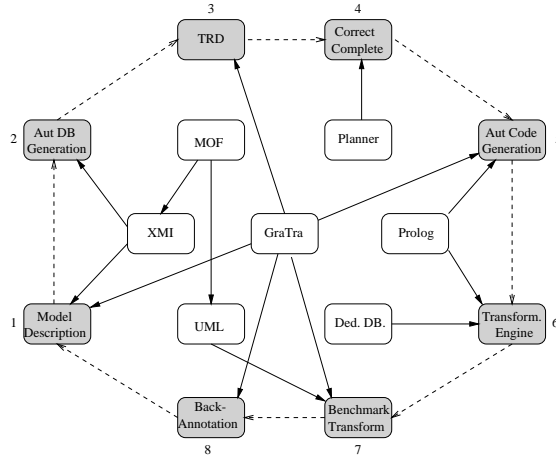 3
4
TRD
Correct
Complete
2
Aut DB
Generation
MOF
Planner
Aut Code
Generation
XMI
GraTra
Prolog
1
Model
Description
UML
Ded. DB.
Transform.
Engine
6
Back-
Annotation
Benchmark
Transform
8
7